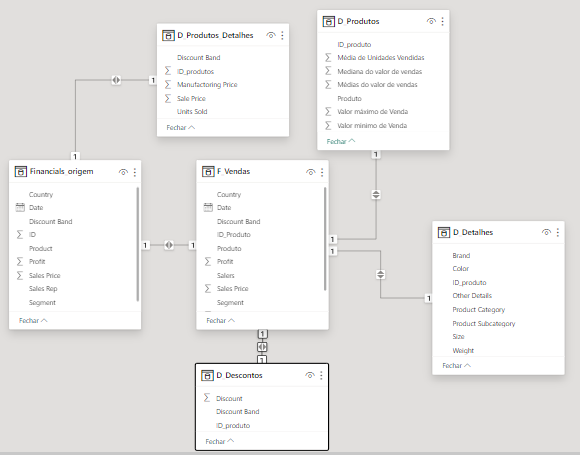 D_Produtos_Detalhes
Discount Band
ID_produtos
Manufactoring Price
Sale Price
Units Sold
Fechar
D_Produtos
ID_produto
Média de Unidades Vendidas
Mediana do valor de vendas
Médias do valor de vendas
Produto
Valor máximo de Venda
Valor minimo de Venda
Fechar
1
1
1
Financials_origem
Country
Date
Discount Band
ID
Product
Profit
Sales Price
Sales Rep
Segment
Fechar
1
1
F_Vendas
Country
Date
Discount Band
ID_Produto
Produto
Profit
Salers
Sales Price
Segment
Fechar
1
1
1
D_Detalhes
Brand
Color
ID_produto
Other Details
Product Category
Product Subcategory
Size
Weight
Fechar
1
1
D_Descontos
Discount
Discount Band
ID_produto
Fechar